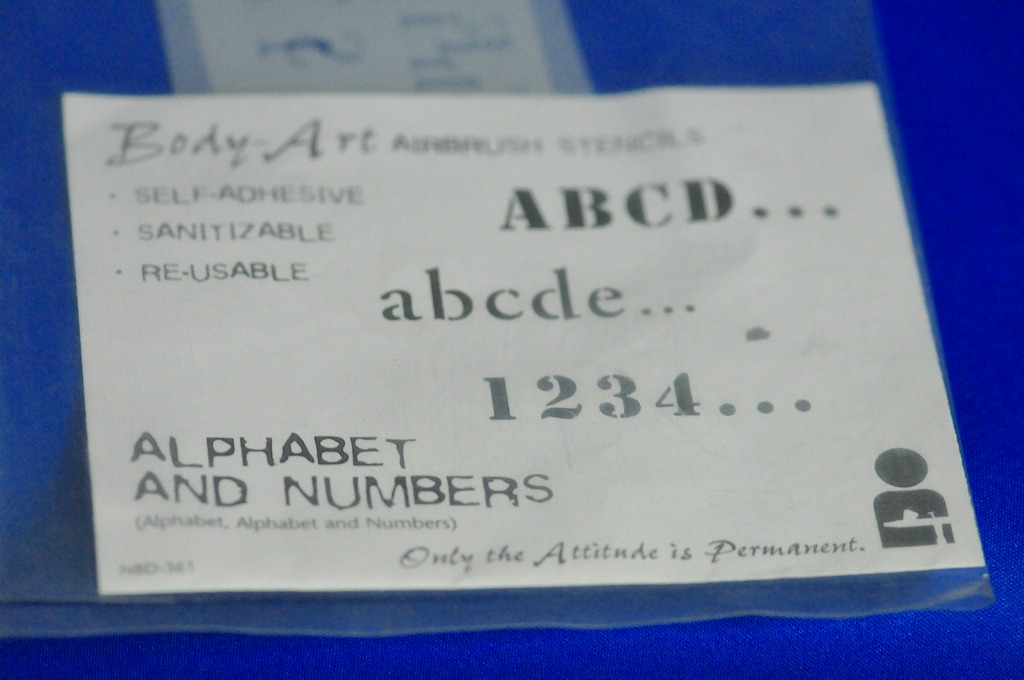 Body-Art AIRBRUSH STENCILS
· SELF-ADHESIVE
· SANITIZABLE
· RE-USABLE
ABCD...
abcde...
1234...
ALPHABET
AND NUMBERS
(Alphabet, Alphabet and Numbers)
Only the Attitude is Permanent.